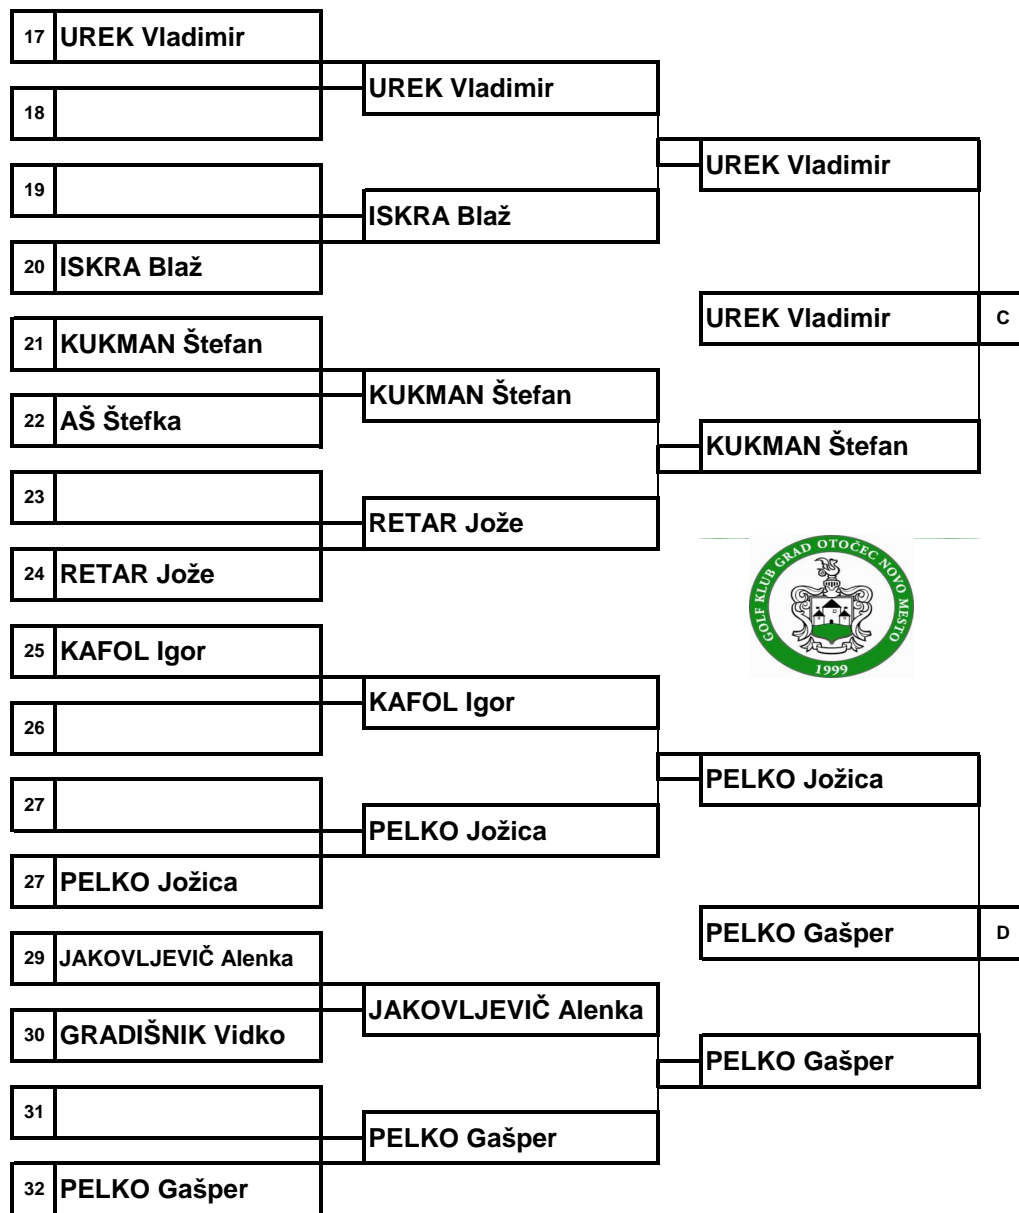 17 UREK Vladimir
UREK Vladimir
18
UREK Vladimir
19
ISKRA Blaž
20 ISKRA Blaž
UREK Vladimir C
21 KUKMAN Štefan
KUKMAN Štefan
22 AŠ Štefka
KUKMAN Štefan
23
RETAR Jože
24 RETAR Jože
GOLF KLUB GRAD OTOČEC NOVO MESTO
1999
25 KAFOL Igor
KAFOL Igor
26
PELKO Jožica
27
PELKO Jožica
27 PELKO Jožica
PELKO Gašper D
29 JAKOVLJEVIČ Alenka
JAKOVLJEVIČ Alenka
30 GRADIŠNIK Vidko
PELKO Gašper
31
PELKO Gašper
32 PELKO Gašper